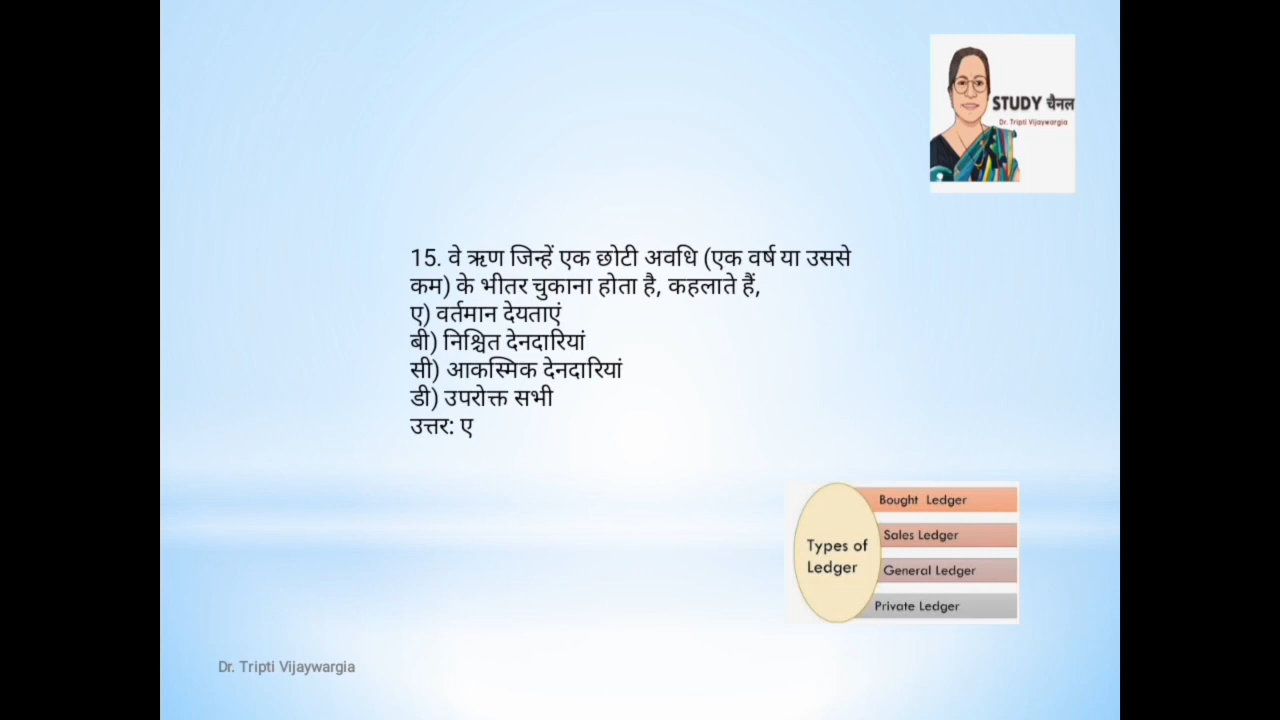 STUDY चैनल
Dr. Tripti Vijaywargia
15. वे ऋण जिन्हें एक छोटी अवधि (एक वर्ष या उससे
कम) के भीतर चुकाना होता है, कहलाते हैं,
ए) वर्तमान देयताएं
बी) निश्चित देनदारियां
सी) आकस्मिक देनदारियां
डी) उपरोक्त सभी
उत्तर: ए
Types of
Ledger
Bought Ledger
Sales Ledger
General Ledger
Private Ledger
Dr. Tripti Vijaywargia